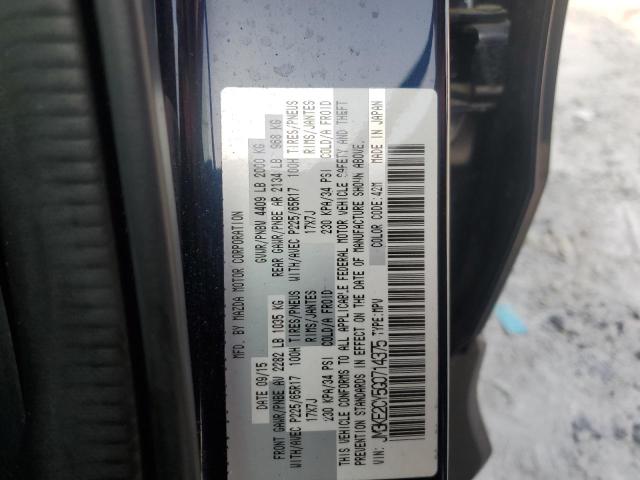 MFD. BY MAZDA MOTOR CORPORATION
DATE 09/15 GVWR/PNBV 4409 LB 2000 KG
FRONT GAWR/PNBE AV 2282 LB 1035 KG REAR GAWR/PNBE AR 2134 LB 968 KG
WITH/AVEC P225/65R17 100H TIRES/PNEUS WITH/AVEC P225/65R17 100H TIRES/PNEUS
17X7J RIMS/JANTES 17X7J RIMS/JANTES
230 KPA/34 PSI COLD/A FROID 230 KPA/34 PSI COLD/A FROID
THIS VEHICLE CONFORMS TO ALL APPLICABLE FEDERAL MOTOR VEHICLE SAFETY AND THEFT
PREVENTION STANDARDS IN EFFECT ON THE DATE OF MANUFACTURE SHOWN ABOVE.
JM3KE2CY5G0714375 TYPE:MPV COLOR CODE:42M MADE IN JAPAN